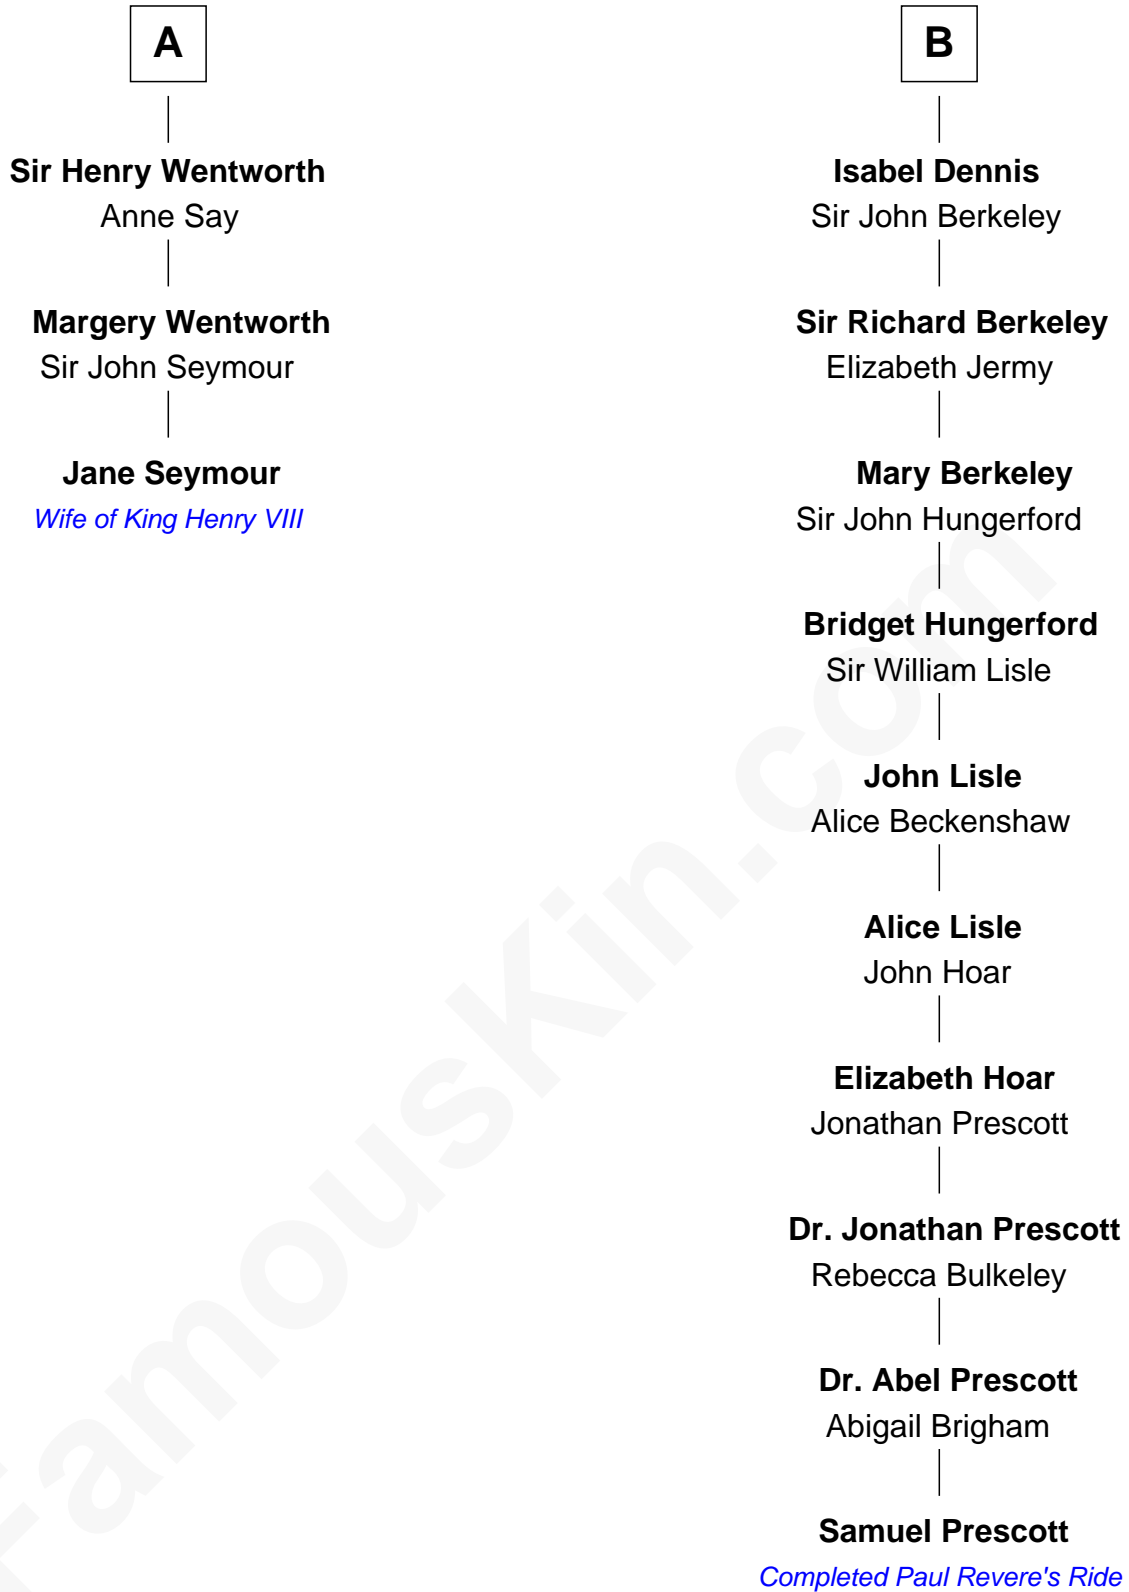 A
Sir Henry Wentworth
Anne Say
Margery Wentworth
Sir John Seymour
Jane Seymour
Wife of King Henry VIII
B
Isabel Dennis
Sir John Berkeley
Sir Richard Berkeley
Elizabeth Jermy
Mary Berkeley
Sir John Hungerford
Bridget Hungerford
Sir William Lisle
John Lisle
Alice Beckenshaw
Alice Lisle
John Hoar
Elizabeth Hoar
Jonathan Prescott
Dr. Jonathan Prescott
Rebecca Bulkeley
Dr. Abel Prescott
Abigail Brigham
Samuel Prescott
Completed Paul Revere's Ride
FamousKin.com